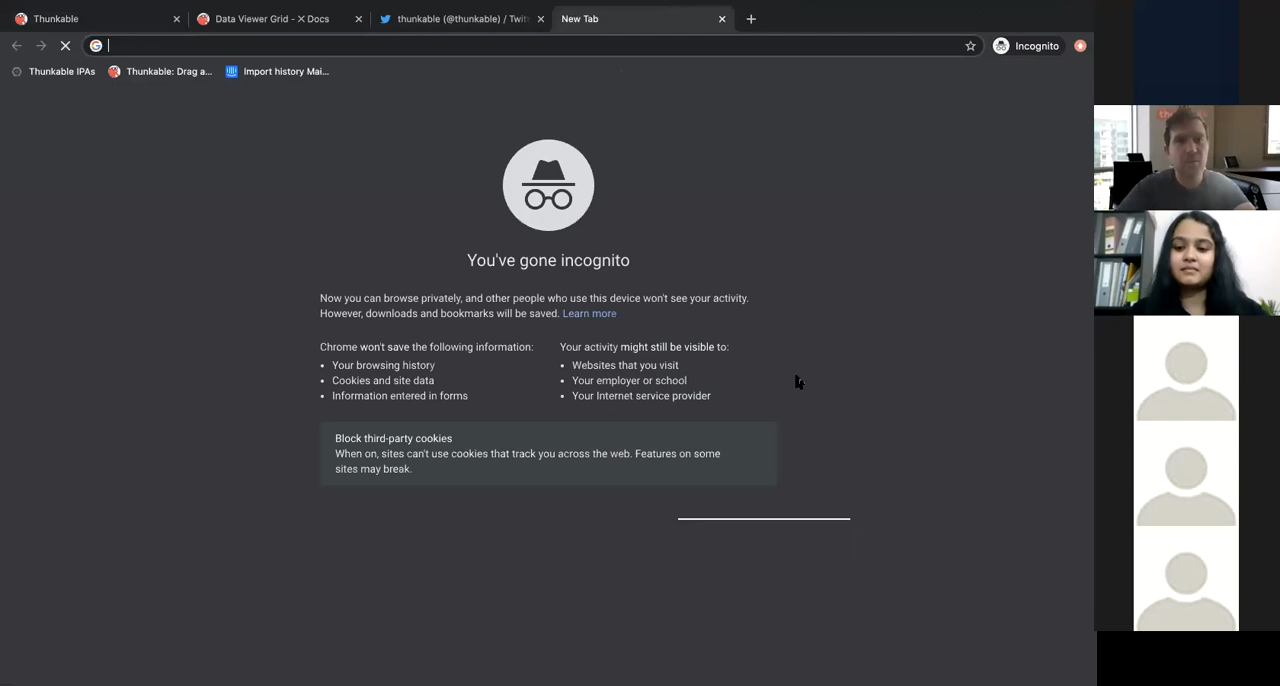 Thunkable
Data Viewer Grid - X Docs
thunkable (@thunkable) / Twitt
New Tab
Incognito
Thunkable IPAs
Thunkable: Drag a...
Import history Mai...
You've gone incognito
Now you can browse privately, and other people who use this device won't see your activity.
However, downloads and bookmarks will be saved. Learn more
Chrome won't save the following information:
• Your browsing history
• Cookies and site data
• Information entered in forms
Your activity might still be visible to:
• Websites that you visit
• Your employer or school
• Your Internet service provider
Block third-party cookies
When on, sites can't use cookies that track you across the web. Features on some
sites may break.